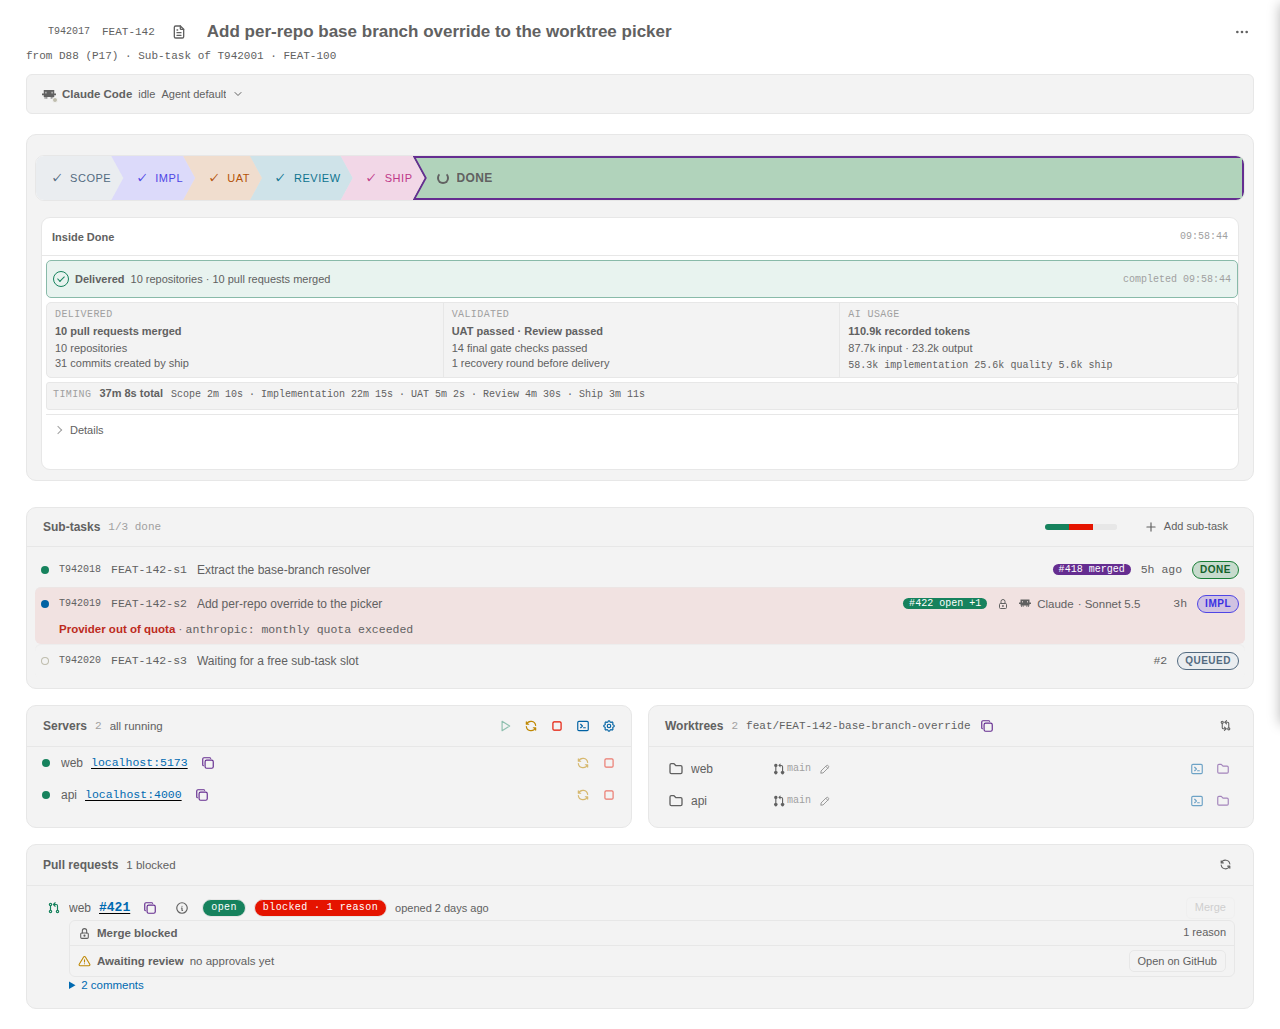 T942017 FEAT-142 Add per-repo base branch override to the worktree picker
from D88 (P17) · Sub-task of T942001 · FEAT-100
Claude Code idle Agent default
SCOPE IMPL UAT REVIEW SHIP DONE
Inside Done 09:58:44
Delivered 10 repositories · 10 pull requests merged completed 09:58:44
DELIVERED
10 pull requests merged
10 repositories
31 commits created by ship
VALIDATED
UAT passed · Review passed
14 final gate checks passed
1 recovery round before delivery
AI USAGE
110.9k recorded tokens
87.7k input · 23.2k output
58.3k implementation 25.6k quality 5.6k ship
TIMING 37m 8s total Scope 2m 10s · Implementation 22m 15s · UAT 5m 2s · Review 4m 30s · Ship 3m 11s
Details
Sub-tasks 1/3 done Add sub-task
T942018 FEAT-142-s1 Extract the base-branch resolver #418 merged 5h ago DONE
T942019 FEAT-142-s2 Add per-repo override to the picker #422 open +1 Claude · Sonnet 5.5 3h IMPL
Provider out of quota · anthropic: monthly quota exceeded
T942020 FEAT-142-s3 Waiting for a free sub-task slot #2 QUEUED
Servers 2 all running
web localhost:5173
api localhost:4000
Worktrees 2 feat/FEAT-142-base-branch-override
web main
api main
Pull requests 1 blocked
web #421 open blocked · 1 reason opened 2 days ago Merge
Merge blocked 1 reason
Awaiting review no approvals yet Open on GitHub
2 comments